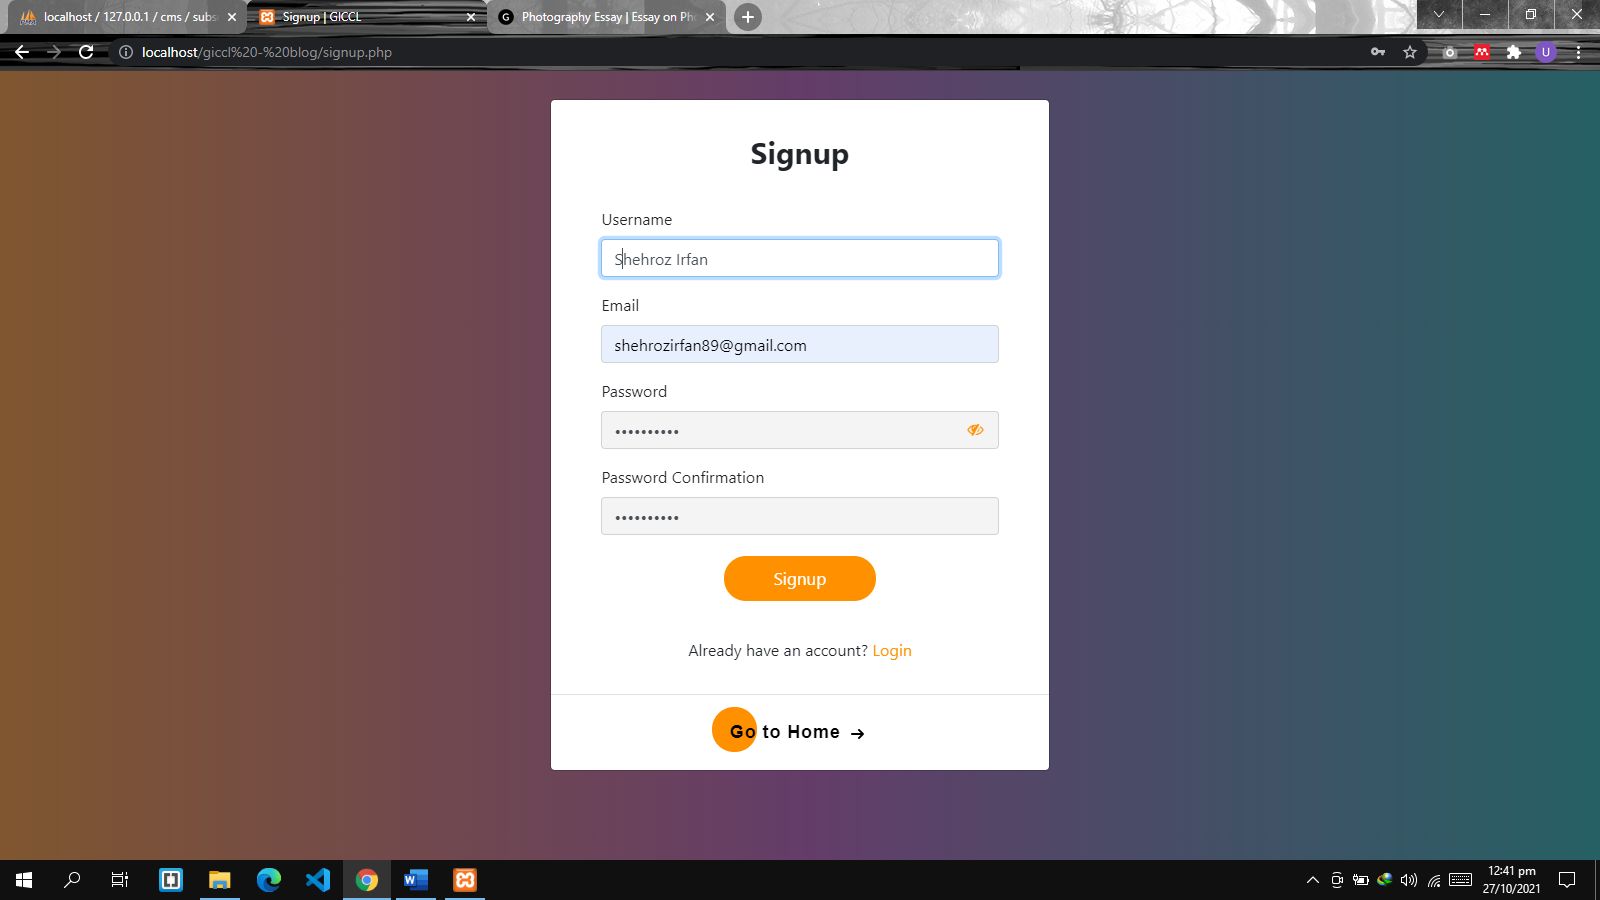 localhost / 127.0.0.1 / cms / subs
Signup | GICCL
Photography Essay | Essay on Pho
localhost/giccl%20-%20blog/signup.php
U
Signup
Username
Shehroz Irfan
Email
shehrozirfan89@gmail.com
Password
••••••••••
Password Confirmation
••••••••••
Signup
Already have an account? Login
Go to Home →
12:41 pm
27/10/2021